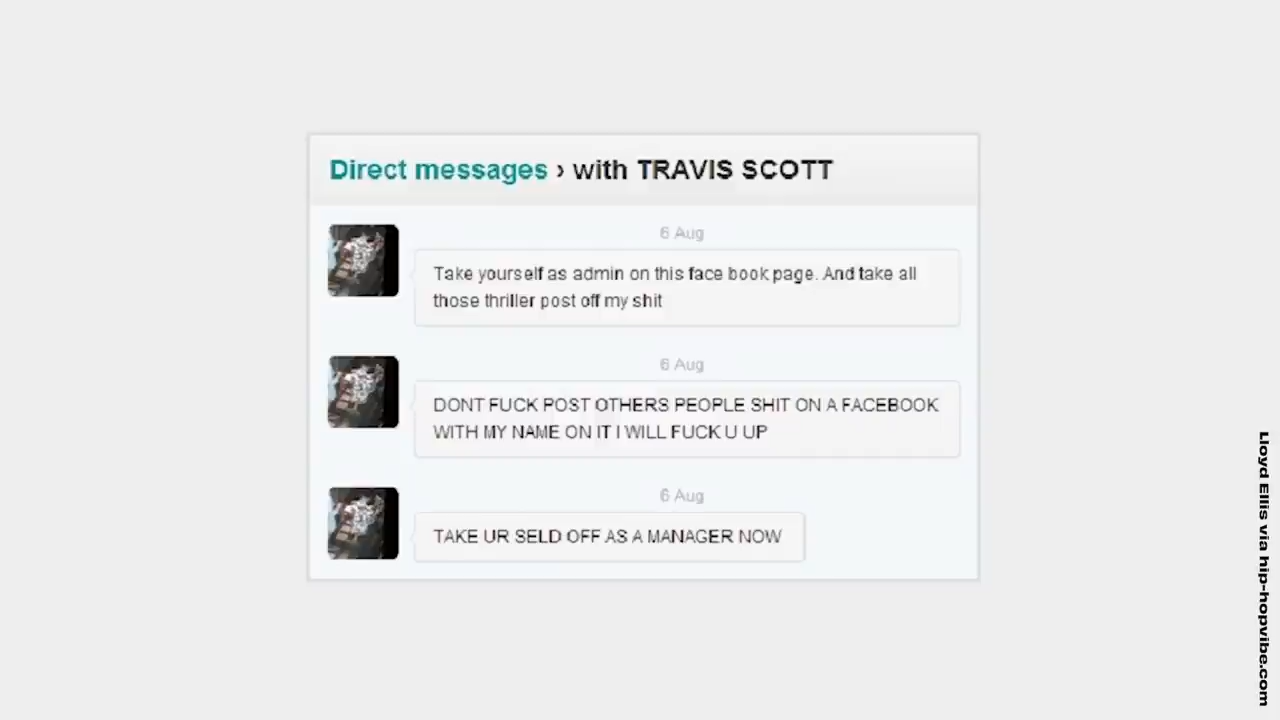 Direct messages › with TRAVIS SCOTT
6 Aug
Take yourself as admin on this face book page. And take all
those thriller post off my shit
6 Aug
DONT FUCK POST OTHERS PEOPLE SHIT ON A FACEBOOK
WITH MY NAME ON IT I WILL FUCK U UP
6 Aug
TAKE UR SELD OFF AS A MANAGER NOW
Lloyd Ellis via hip-hopvibe.com